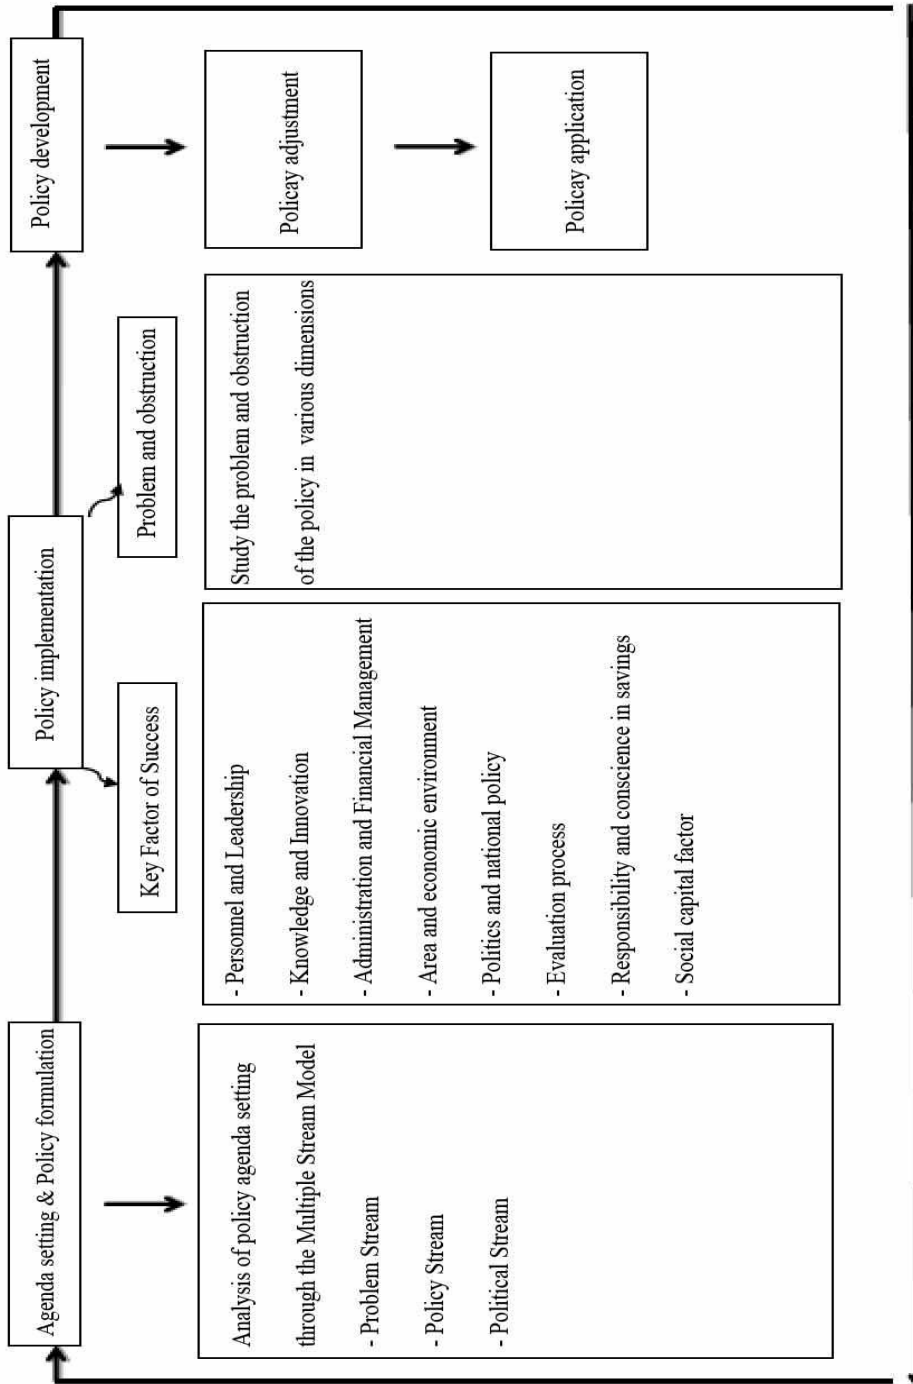 Agenda setting & Policy formulation
Policy implementation
Policy development
Key Factor of Success
Problem and obstruction
Analysis of policy agenda setting
through the Multiple Stream Model
- Problem Stream
- Policy Stream
- Political Stream
- Personnel and Leadership
- Knowledge and Innovation
- Administration and Financial Management
- Area and economic environment
- Politics and national policy
- Evaluation process
- Responsibility and conscience in savings
- Social capital factor
Study the problem and obstruction
of the policy in various dimensions
Policay adjustment
Policay application